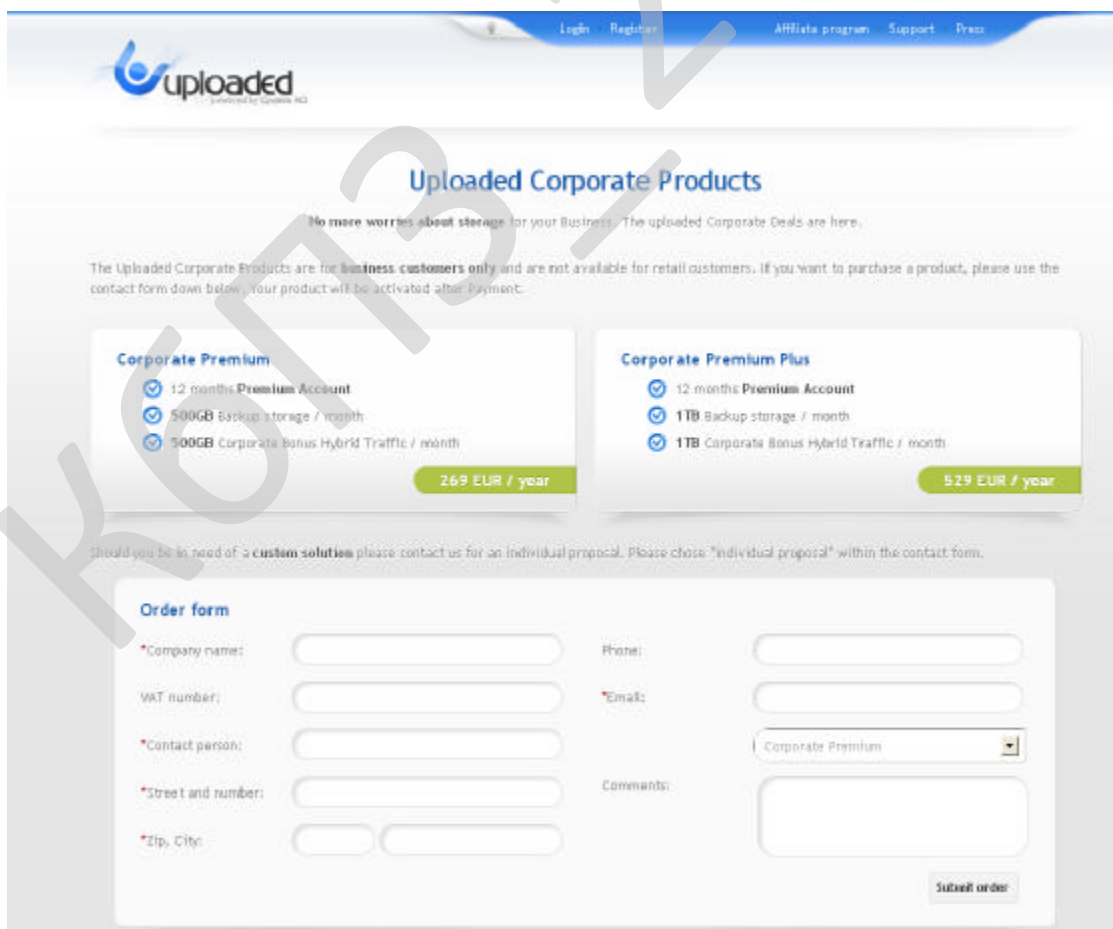 Login Register Affiliate program Support Press
uploaded
powered by Cyando AG
Uploaded Corporate Products
No more worries about storage for your Business. The uploaded Corporate Deals are here.
The Uploaded Corporate Products are for business customers only and are not available for retail customers. If you want to purchase a product, please use the
contact form down below. Your product will be activated after Payment.
Corporate Premium
12 months Premium Account
500GB Backup storage / month
500GB Corporate Bonus Hybrid Traffic / month
269 EUR / year
Corporate Premium Plus
12 months Premium Account
1TB Backup storage / month
1TB Corporate Bonus Hybrid Traffic / month
529 EUR / year
Should you be in need of a custom solution please contact us for an individual proposal. Please chose "individual proposal" within the contact form.
Order form
*Company name:
VAT number:
*Contact person:
*Street and number:
*Zip, City:
Phone:
*Email:
Corporate Premium
Comments:
Submit order